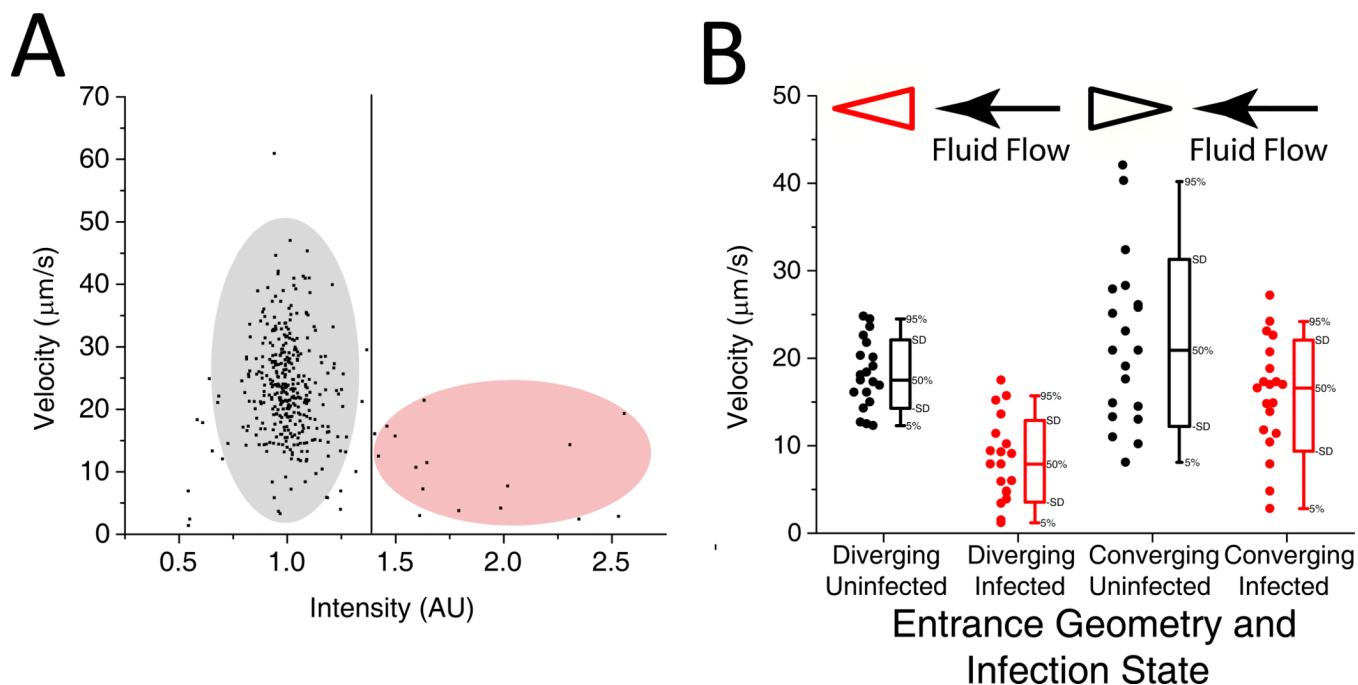 A
70
60
50
40
30
20
10
0
Velocity (μm/s)
0.5 1.0 1.5 2.0 2.5
Intensity (AU)
B
50
40
30
20
10
0
Velocity (μm/s)
Fluid Flow
Fluid Flow
95%
SD
50%
-SD
5%
95%
SD
50%
-SD
5%
95%
SD
50%
-SD
5%
95%
SD
50%
-SD
5%
Diverging Uninfected
Diverging Infected
Converging Uninfected
Converging Infected
Entrance Geometry and
Infection State